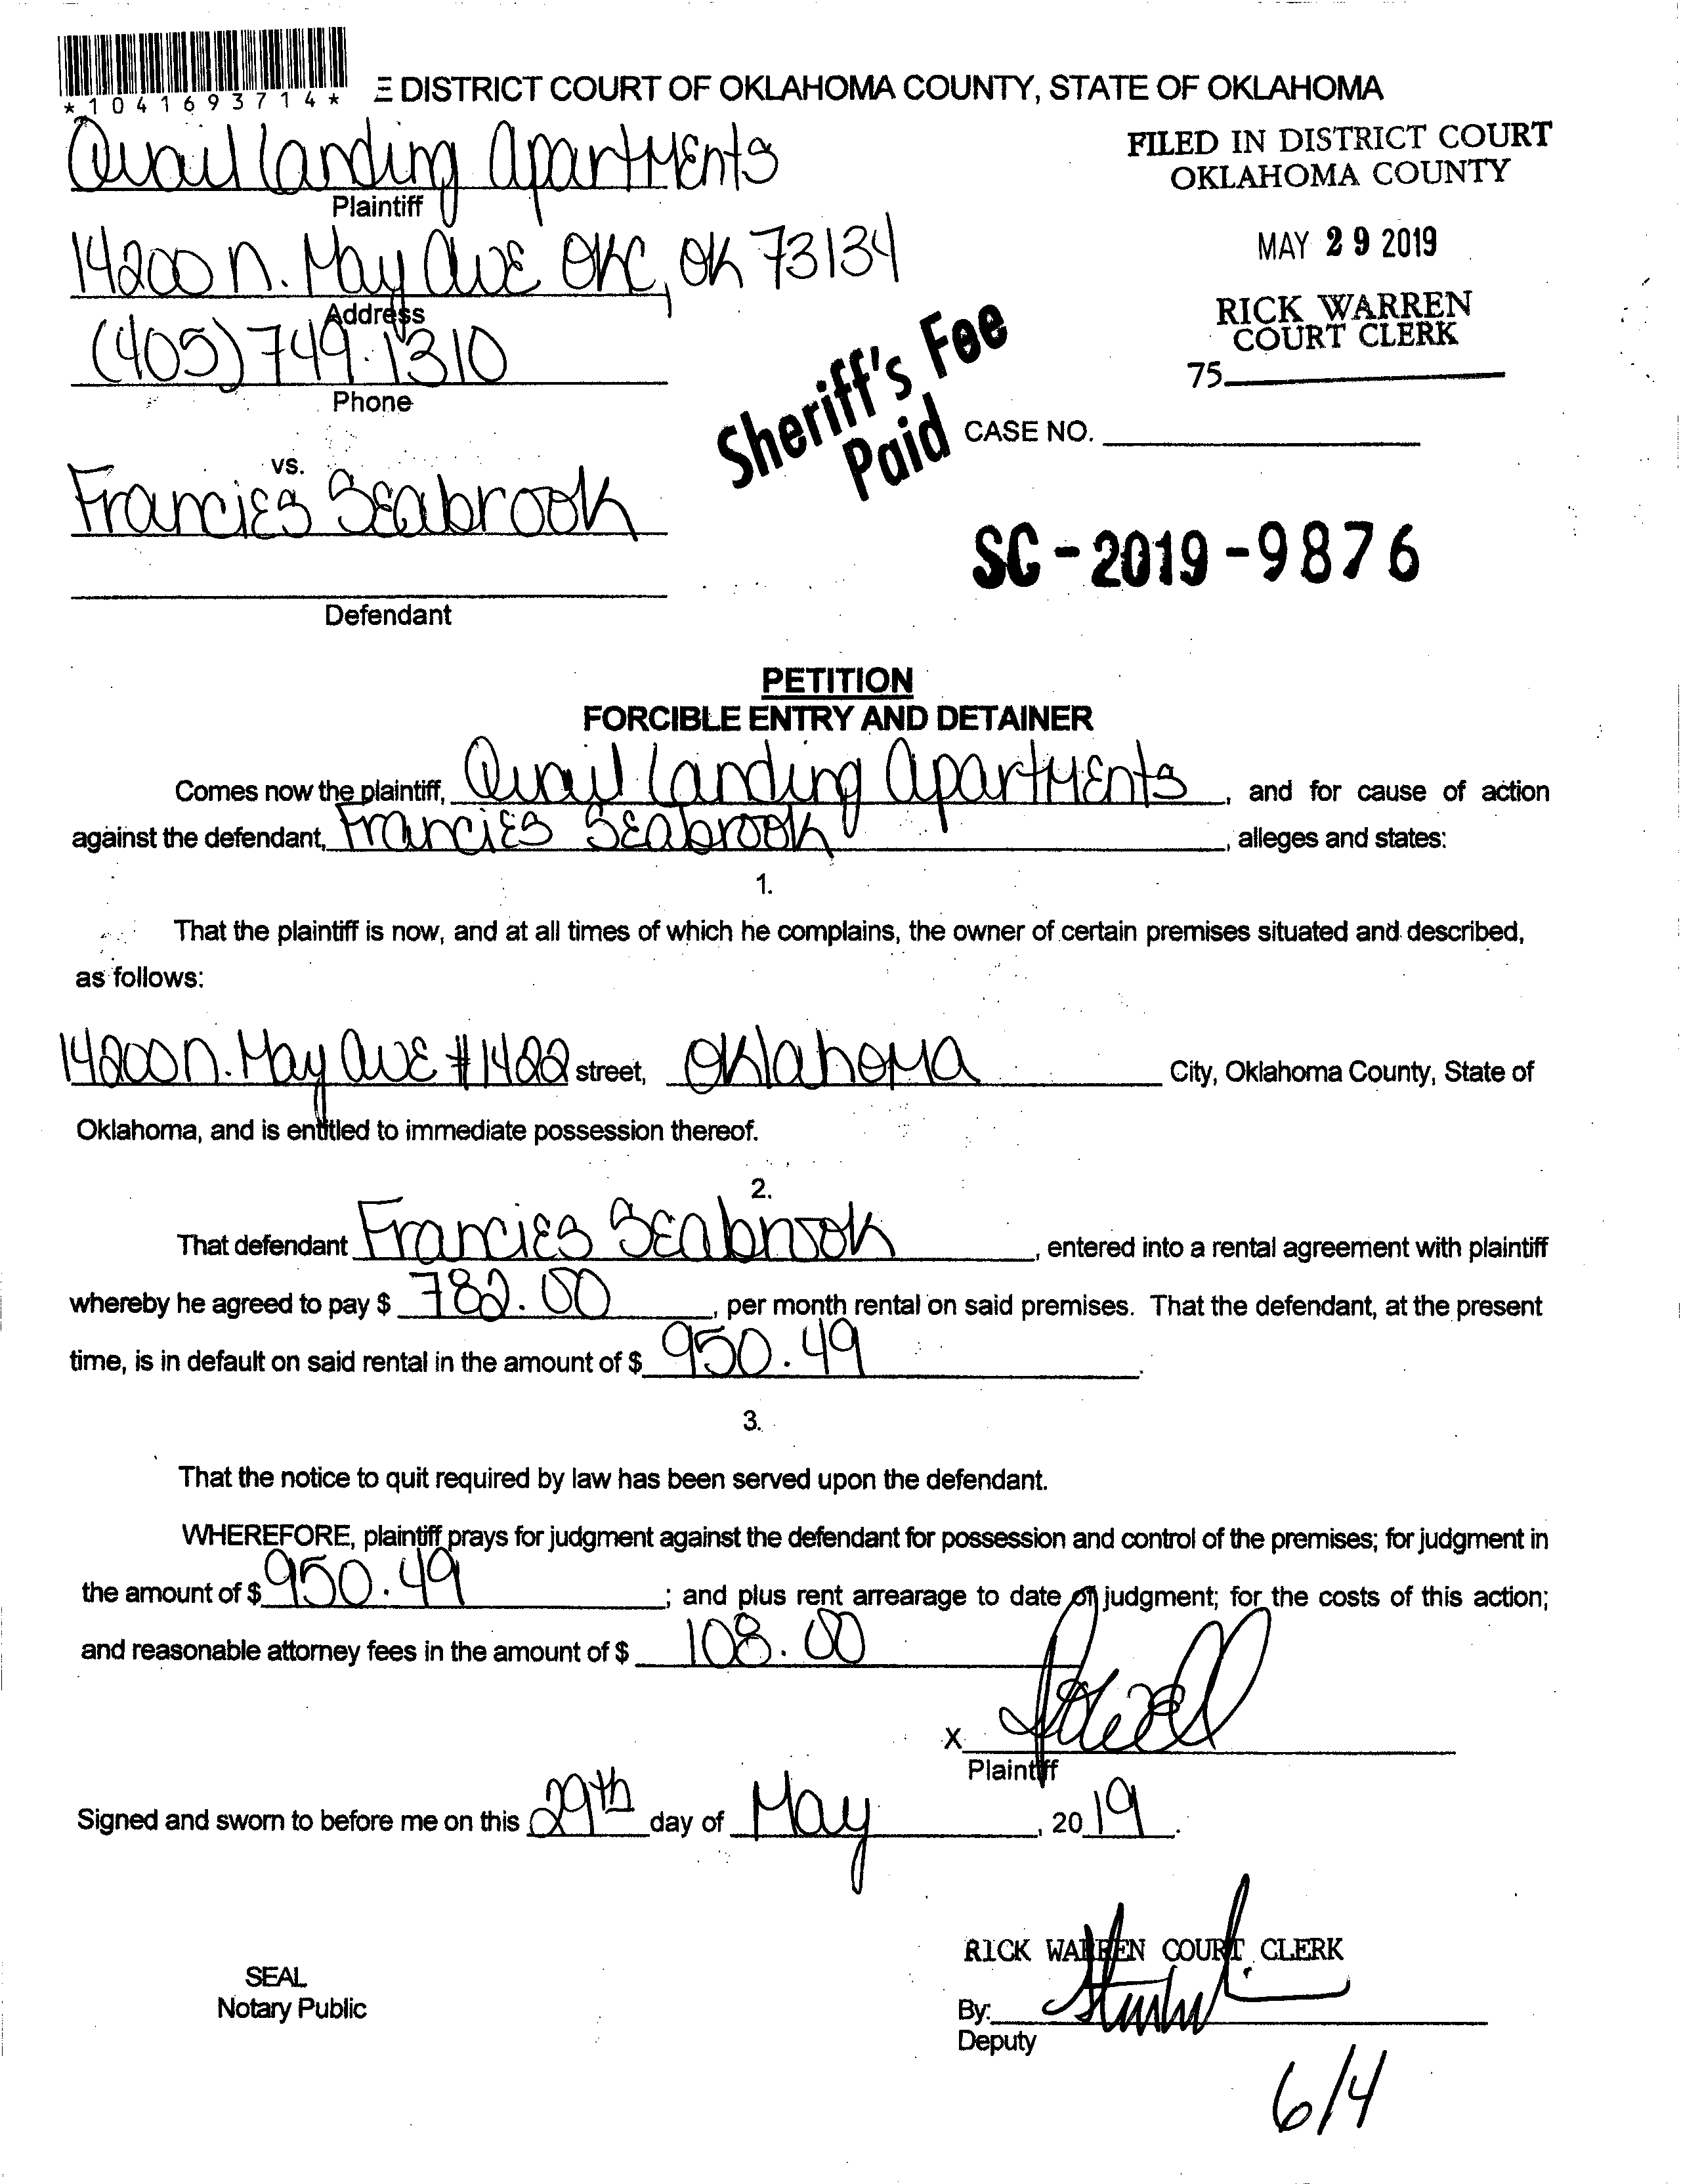 *1041693714*
E DISTRICT COURT OF OKLAHOMA COUNTY, STATE OF OKLAHOMA
Quail Landing Apartments
Plaintiff
FILED IN DISTRICT COURT
OKLAHOMA COUNTY
14200 N. May Ave OKC, OK 73134
Address
MAY 29 2019
(405) 749.1310
Phone
RICK WARREN
COURT CLERK
75
Sheriff's Fee
Paid
CASE NO.
vs.
Francies Seabrook
SC-2019-9876
Defendant
PETITION
FORCIBLE ENTRY AND DETAINER
Comes now the plaintiff, Quail Landing Apartments, and for cause of action
against the defendant, Francies Seabrook, alleges and states:
1.
That the plaintiff is now, and at all times of which he complains, the owner of certain premises situated and described,
as follows:
14200 N. May Ave #1422 street, Oklahoma City, Oklahoma County, State of
Oklahoma, and is entitled to immediate possession thereof.
2.
That defendant Francies Seabrook, entered into a rental agreement with plaintiff
whereby he agreed to pay $ 782.00, per month rental on said premises. That the defendant, at the present
time, is in default on said rental in the amount of $ 950.49.
3.
That the notice to quit required by law has been served upon the defendant.
WHEREFORE, plaintiff prays for judgment against the defendant for possession and control of the premises; for judgment in
the amount of $ 950.49; and plus rent arrearage to date of judgment; for the costs of this action;
and reasonable attorney fees in the amount of $ 108.00
X
Plaintiff
Signed and sworn to before me on this 29th day of May, 2019.
RICK WARREN COURT CLERK
SEAL
Notary Public
By:
Deputy
6/4